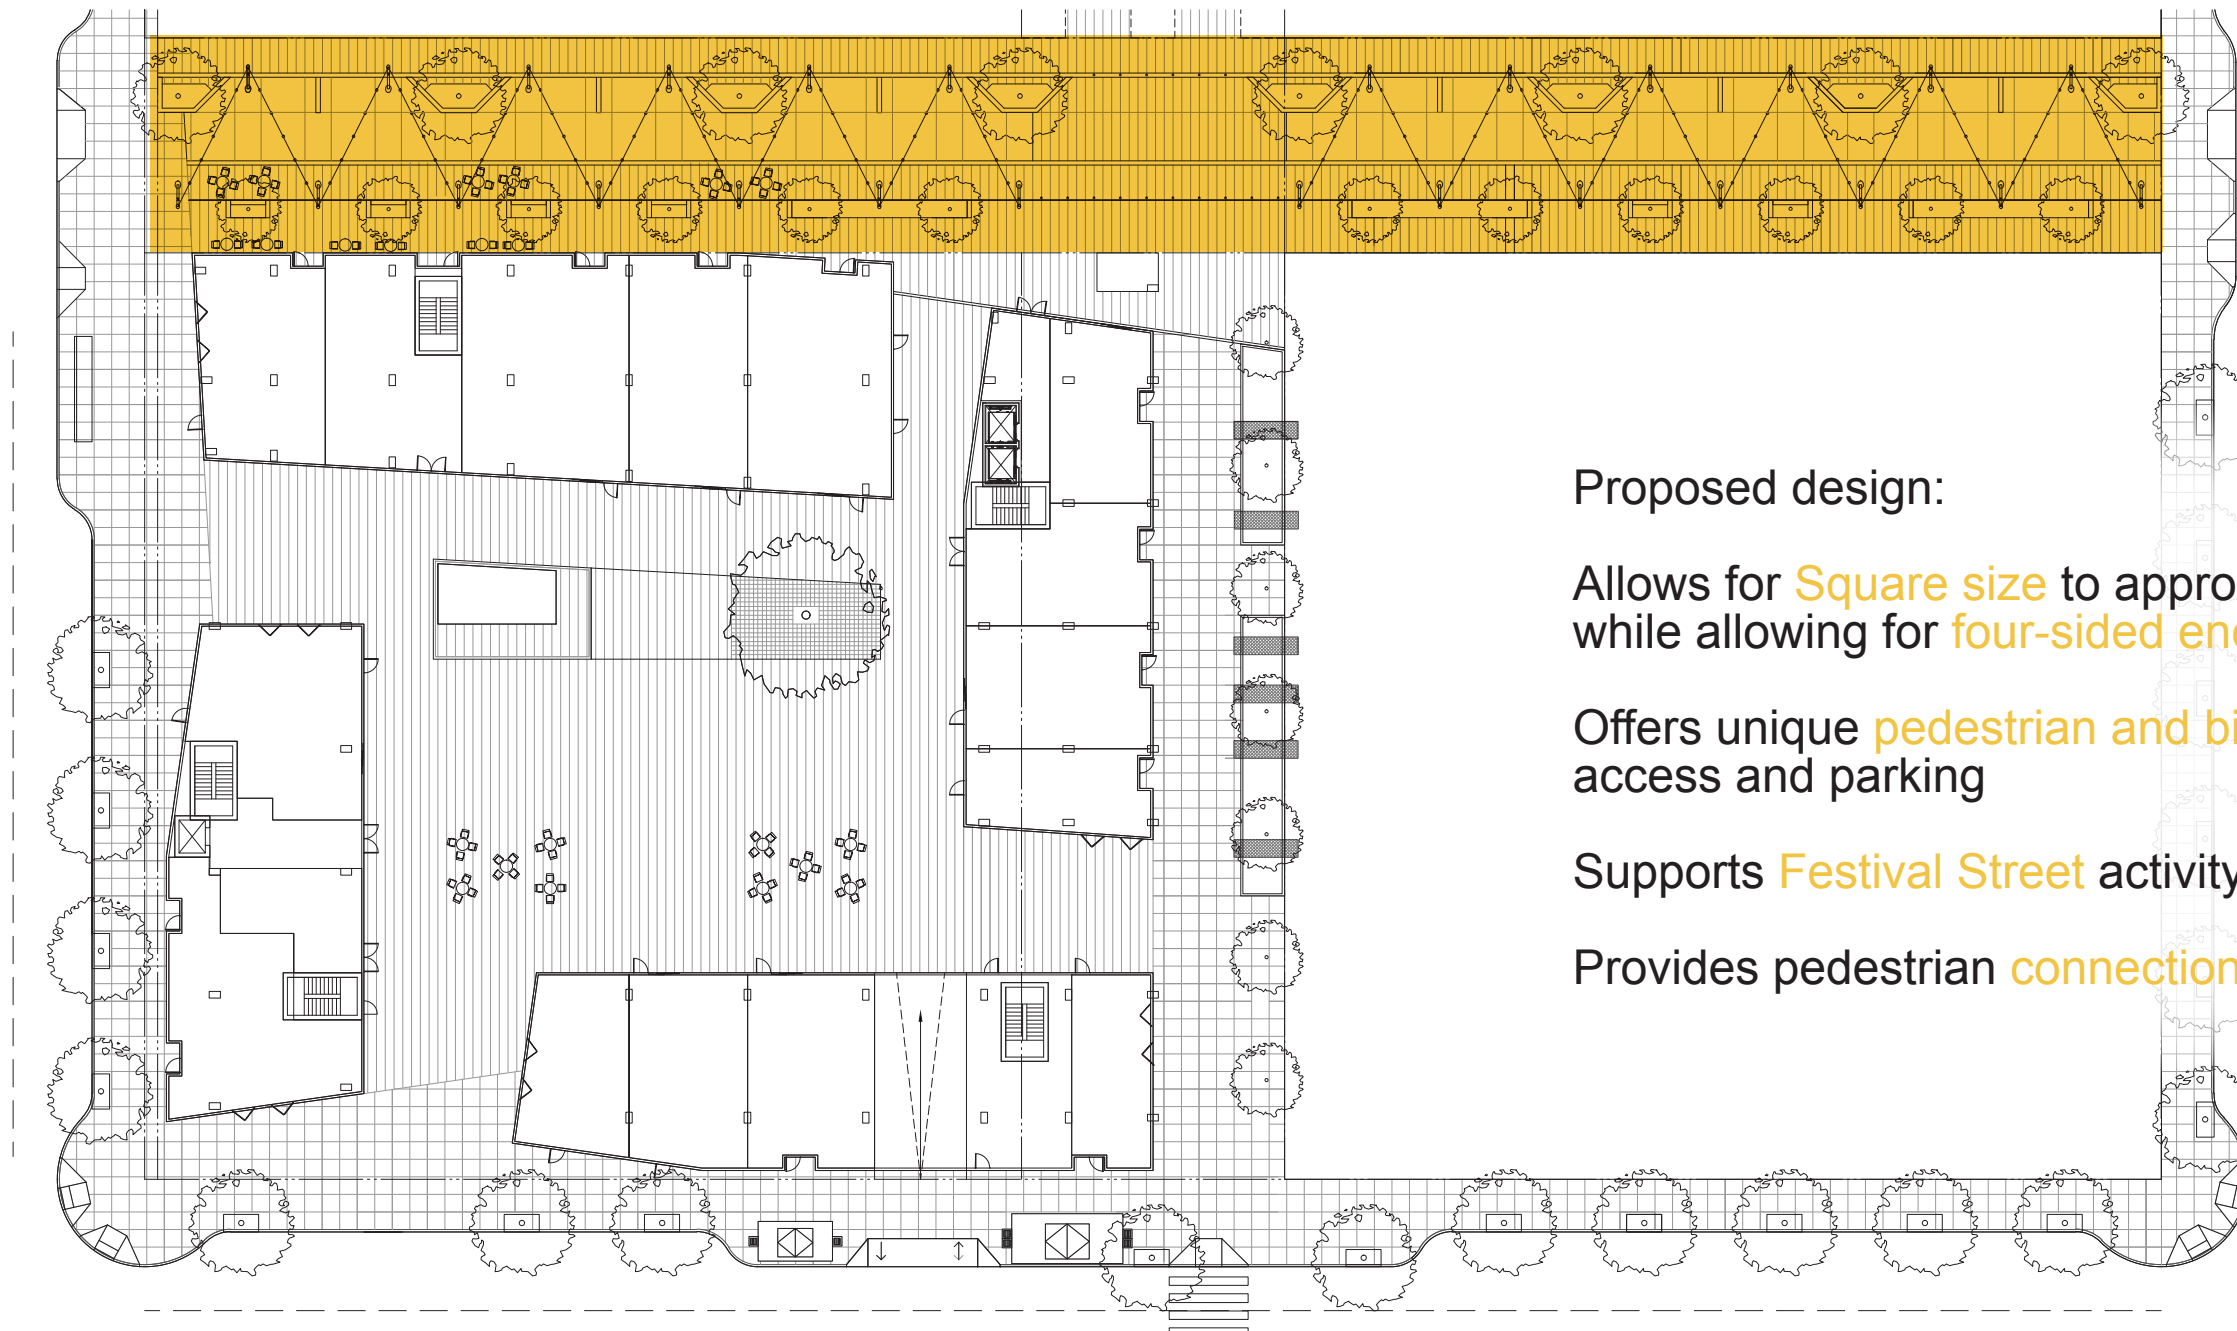 Proposed design:
Allows for Square size to appro
while allowing for four-sided en
Offers unique pedestrian and bi
access and parking
Supports Festival Street activity
Provides pedestrian connection